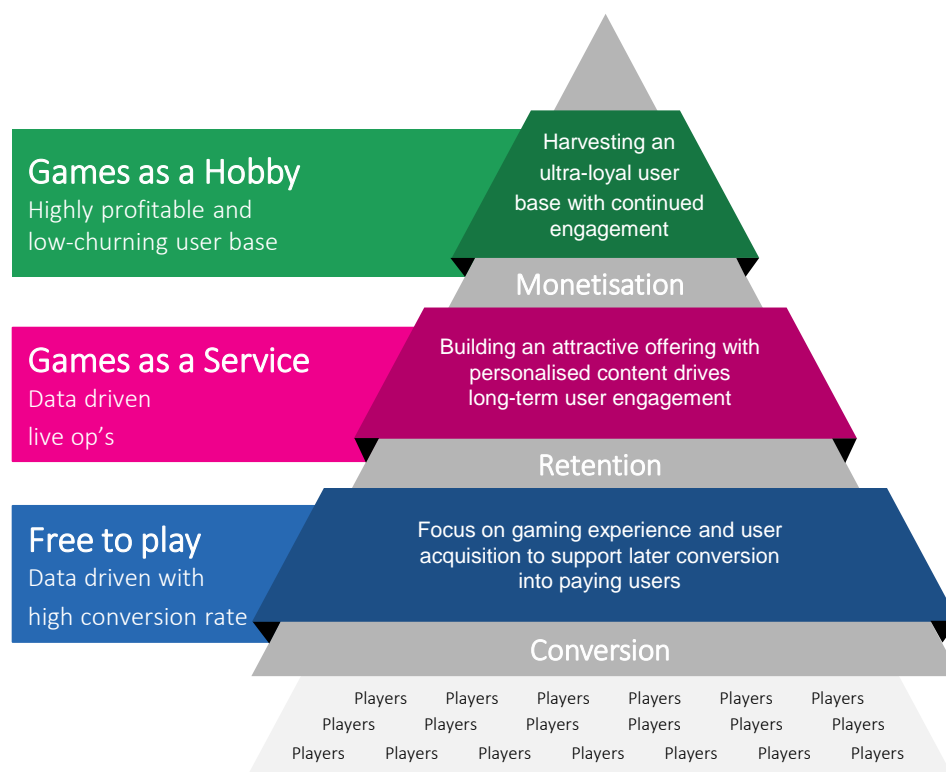 Games as a Hobby
Highly profitable and
low-churning user base
Harvesting an
ultra-loyal user
base with continued
engagement
Monetisation
Games as a Service
Data driven
live op's
Building an attractive offering with
personalised content drives
long-term user engagement
Retention
Free to play
Data driven with
high conversion rate
Focus on gaming experience and user
acquisition to support later conversion
into paying users
Conversion
Players Players Players Players Players Players
Players Players Players Players Players Players
Players Players Players Players Players Players Players